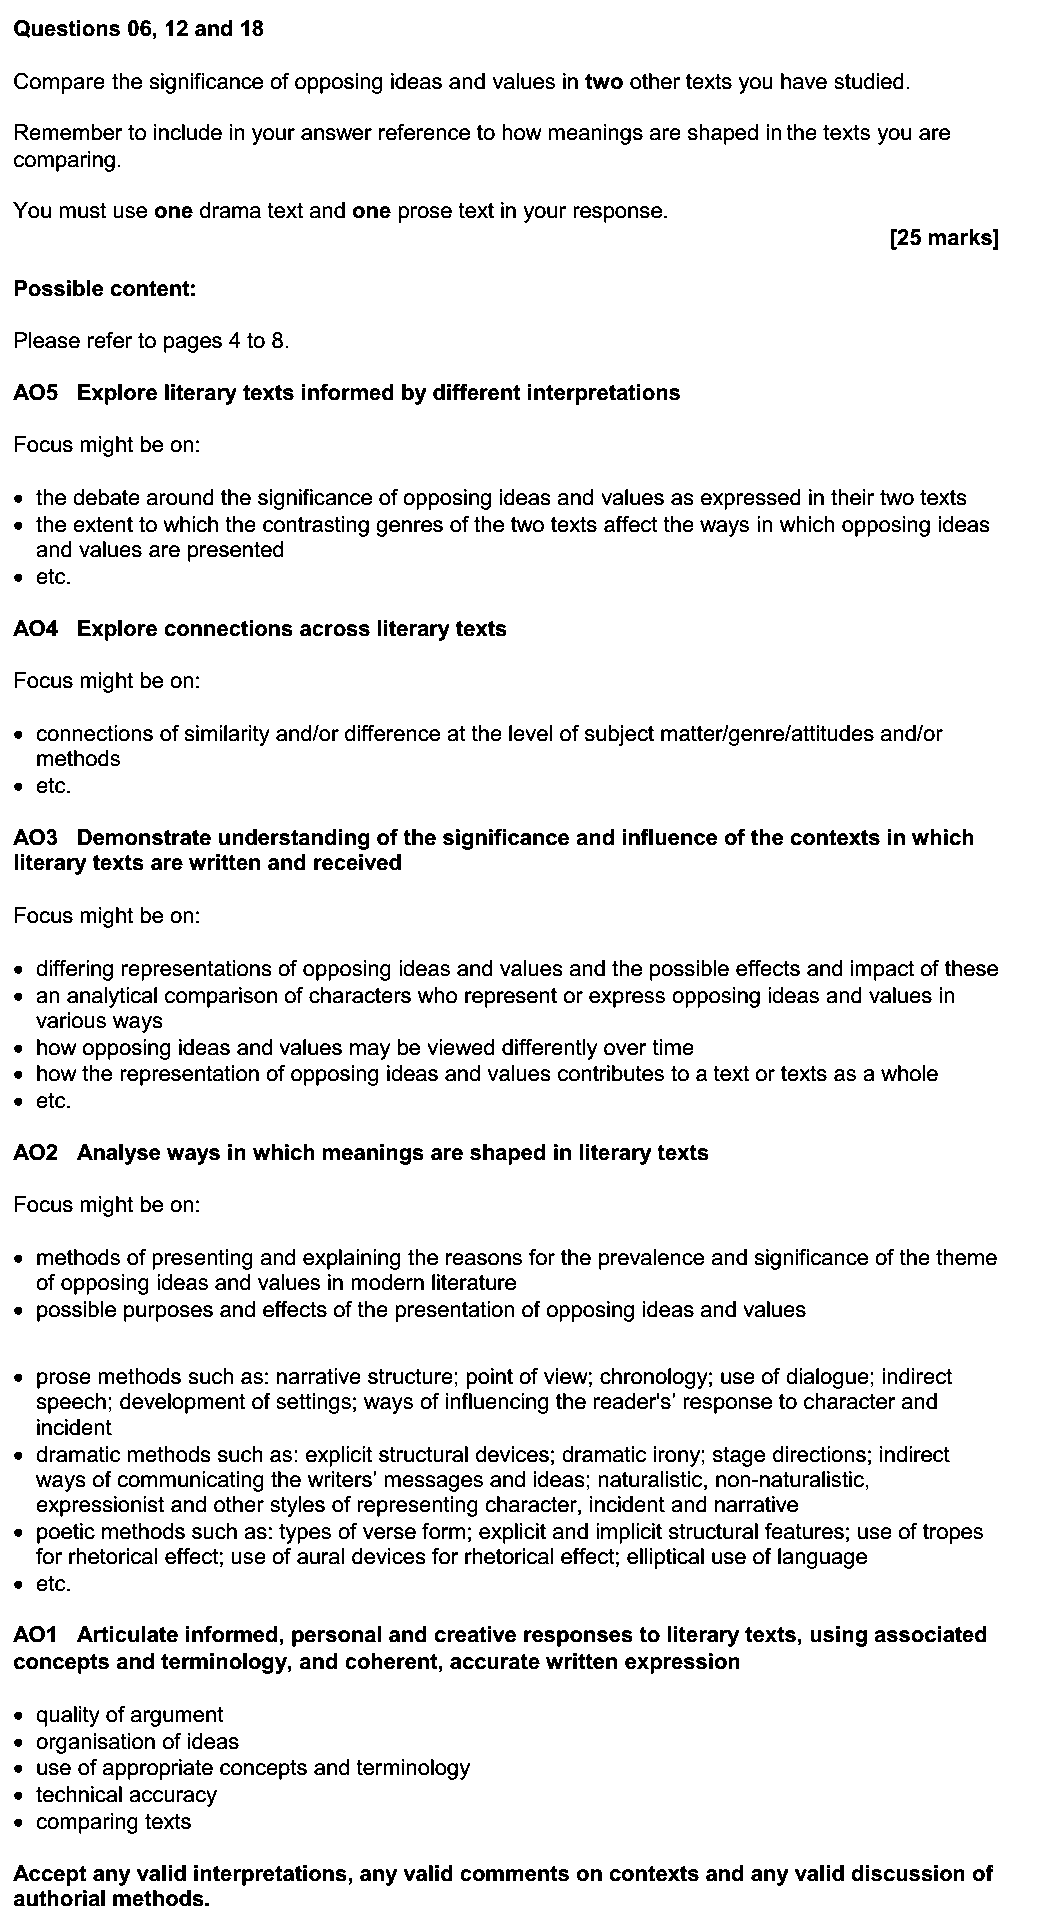 Questions 06, 12 and 18
Compare the significance of opposing ideas and values in two other texts you have studied.
Remember to include in your answer reference to how meanings are shaped in the texts you are
comparing.
You must use one drama text and one prose text in your response.
[25 marks]
Possible content:
Please refer to pages 4 to 8.
AO5 Explore literary texts informed by different interpretations
Focus might be on:
• the debate around the significance of opposing ideas and values as expressed in their two texts
• the extent to which the contrasting genres of the two texts affect the ways in which opposing ideas
and values are presented
• etc.
AO4 Explore connections across literary texts
Focus might be on:
• connections of similarity and/or difference at the level of subject matter/genre/attitudes and/or
methods
• etc.
AO3 Demonstrate understanding of the significance and influence of the contexts in which
literary texts are written and received
Focus might be on:
• differing representations of opposing ideas and values and the possible effects and impact of these
• an analytical comparison of characters who represent or express opposing ideas and values in
various ways
• how opposing ideas and values may be viewed differently over time
• how the representation of opposing ideas and values contributes to a text or texts as a whole
• etc.
AO2 Analyse ways in which meanings are shaped in literary texts
Focus might be on:
• methods of presenting and explaining the reasons for the prevalence and significance of the theme
of opposing ideas and values in modern literature
• possible purposes and effects of the presentation of opposing ideas and values
• prose methods such as: narrative structure; point of view; chronology; use of dialogue; indirect
speech; development of settings; ways of influencing the reader's' response to character and
incident
• dramatic methods such as: explicit structural devices; dramatic irony; stage directions; indirect
ways of communicating the writers' messages and ideas; naturalistic, non-naturalistic,
expressionist and other styles of representing character, incident and narrative
• poetic methods such as: types of verse form; explicit and implicit structural features; use of tropes
for rhetorical effect; use of aural devices for rhetorical effect; elliptical use of language
• etc.
AO1 Articulate informed, personal and creative responses to literary texts, using associated
concepts and terminology, and coherent, accurate written expression
• quality of argument
• organisation of ideas
• use of appropriate concepts and terminology
• technical accuracy
• comparing texts
Accept any valid interpretations, any valid comments on contexts and any valid discussion of
authorial methods.